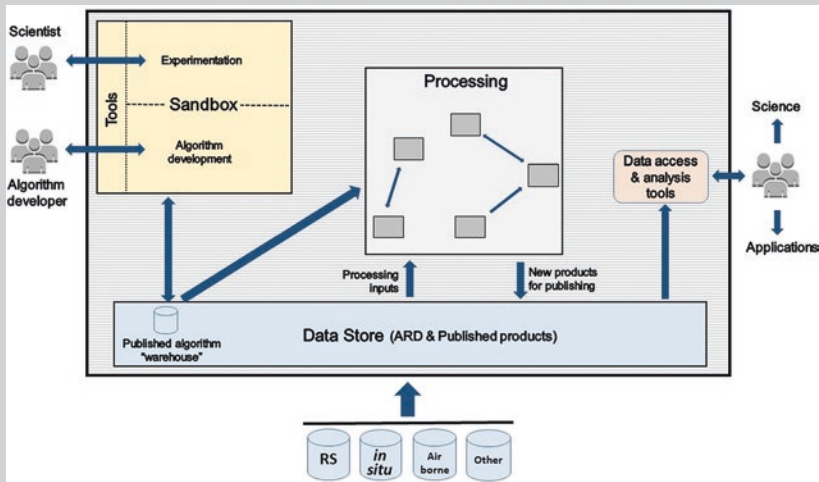 Scientist
Algorithm
developer
Tools
Experimentation
Sandbox
Algorithm
development
Processing
Data access
& analysis
tools
Science
Applications
Processing
inputs
New products
for publishing
Published algorithm
"warehouse"
Data Store (ARD & Published products)
RS
in
situ
Air
borne
Other